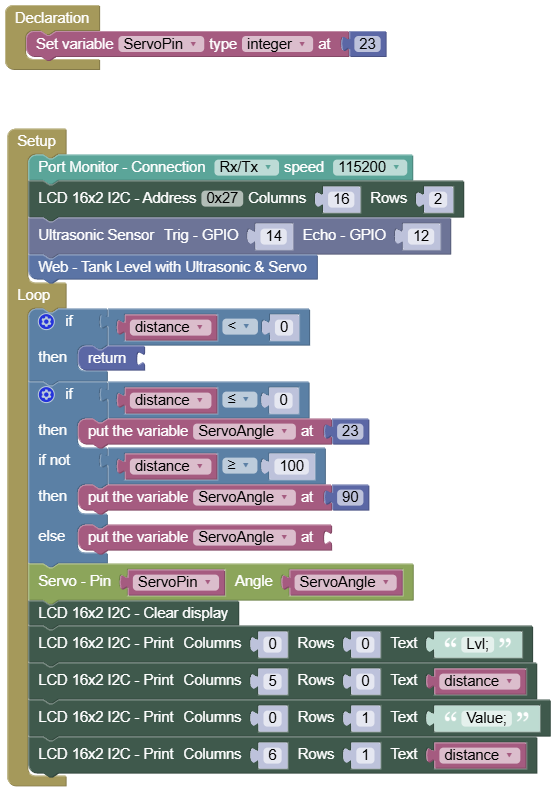 Declaration
Set variable ServoPin type integer at 23
Setup
Port Monitor - Connection Rx/Tx speed 115200
LCD 16x2 I2C - Address 0x27 Columns 16 Rows 2
Ultrasonic Sensor Trig - GPIO 14 Echo - GPIO 12
Web - Tank Level with Ultrasonic & Servo
Loop
if distance < 0
then return
if distance ≤ 0
then put the variable ServoAngle at 23
if not distance ≥ 100
then put the variable ServoAngle at 90
else put the variable ServoAngle at
Servo - Pin ServoPin Angle ServoAngle
LCD 16x2 I2C - Clear display
LCD 16x2 I2C - Print Columns 0 Rows 0 Text “ Lvl; ”
LCD 16x2 I2C - Print Columns 5 Rows 0 Text distance
LCD 16x2 I2C - Print Columns 0 Rows 1 Text “ Value; ”
LCD 16x2 I2C - Print Columns 6 Rows 1 Text distance